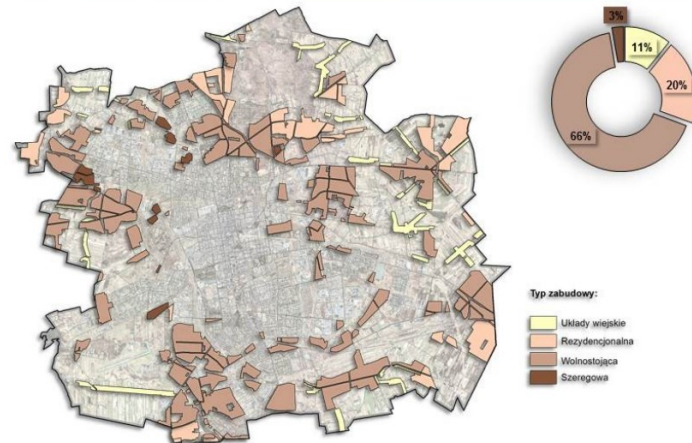 3%
11%
20%
66%
Typ zabudowy:
Układy wiejskie
Rezydencjonalna
Wolnostojąca
Szeregowa